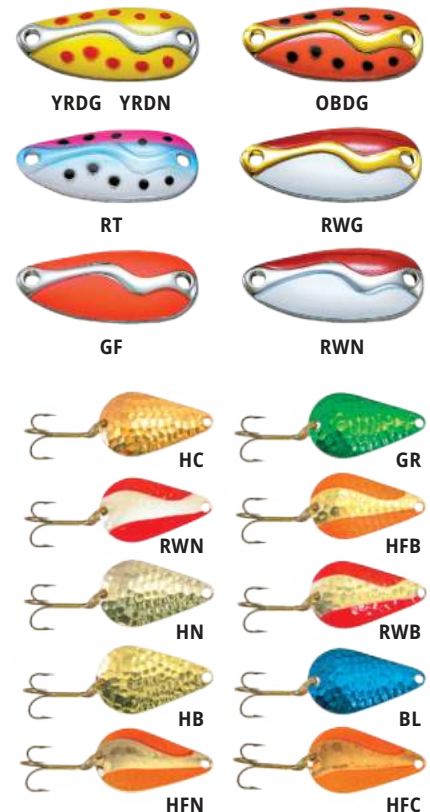 YRDG YRDN
OBDG
RT
RWG
GF
RWN
HC
GR
RWN
HFB
HN
RWB
HB
BL
HFN
HFC